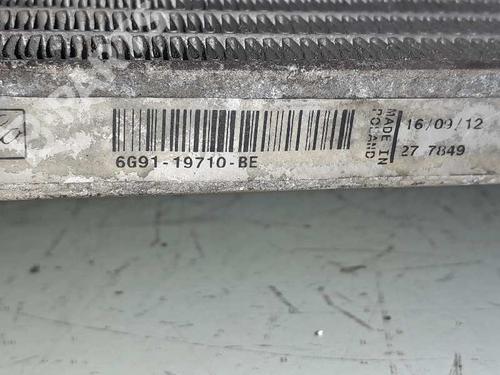 6G91-19710-BE
MADE IN
POLAND
16/09/12
27 7849